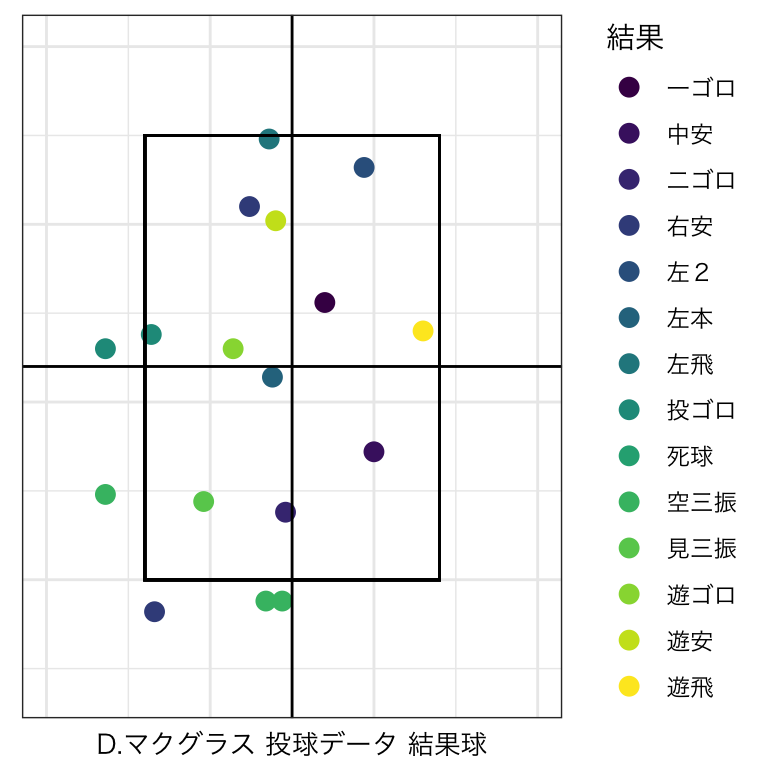 結果
一ゴロ
中安
二ゴロ
右安
左２
左本
左飛
投ゴロ
死球
空三振
見三振
遊ゴロ
遊安
遊飛
D.マクグラス 投球データ 結果球